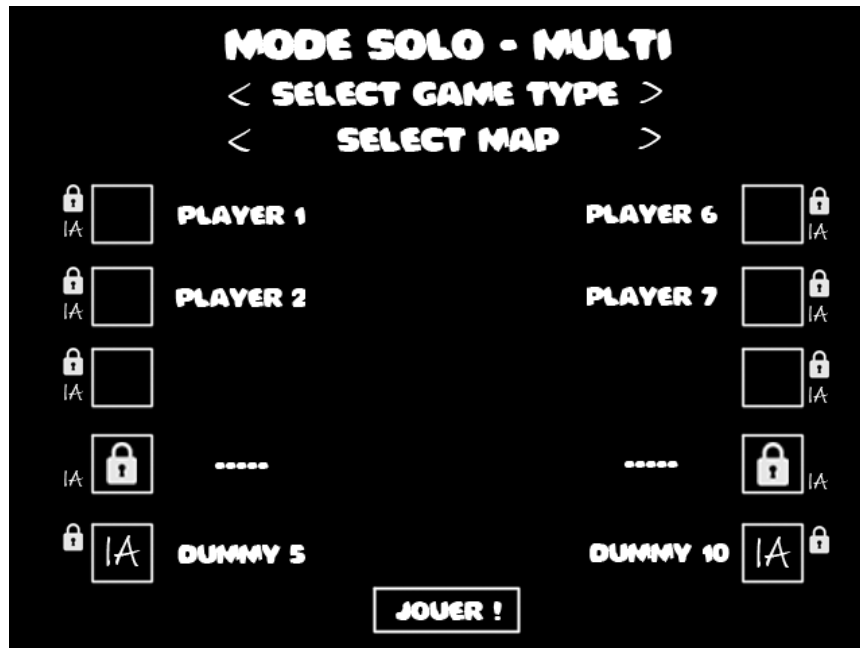 MODE SOLO - MULTI
< SELECT GAME TYPE >
< SELECT MAP >
IA PLAYER 1 PLAYER 6 IA
IA PLAYER 2 PLAYER 7 IA
IA IA
IA ----- ----- IA
IA DUMMY 5 DUMMY 10 IA
JOUER !